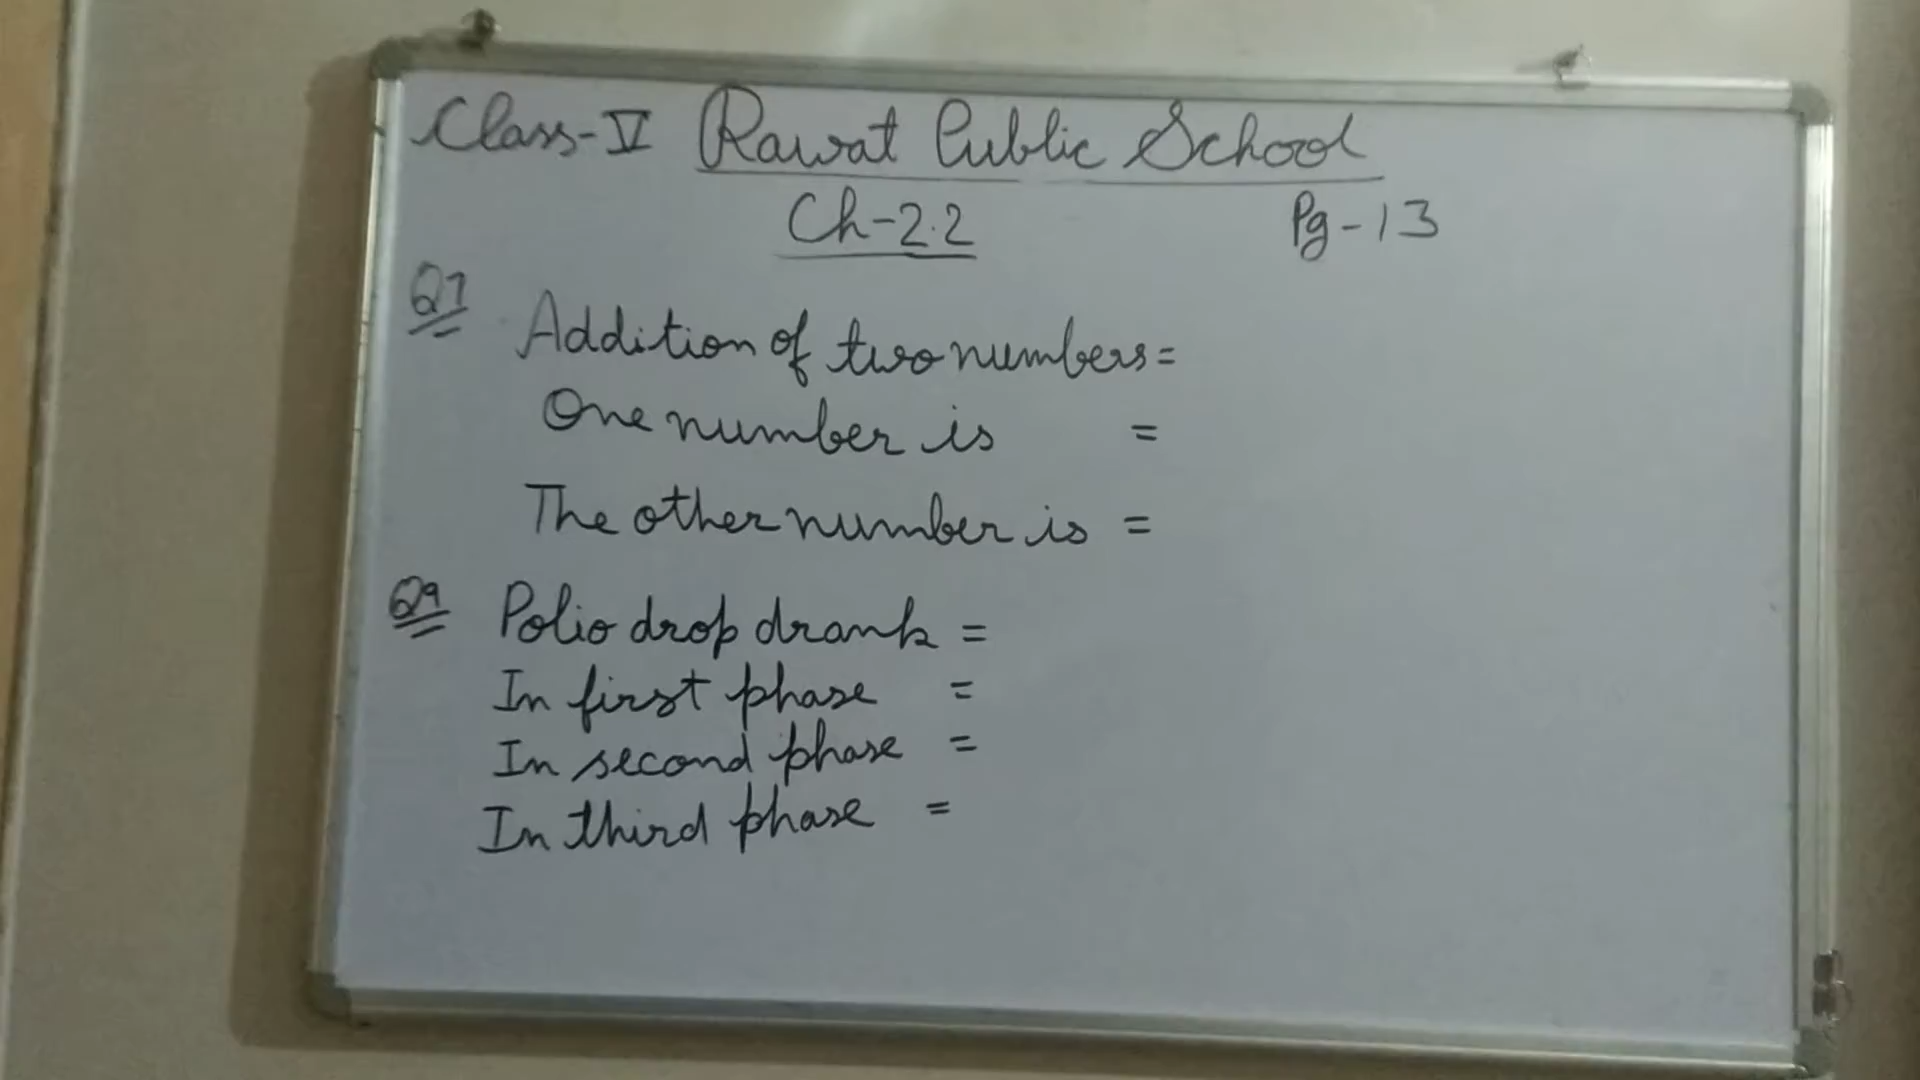 Class-V Rawat Public School
Ch-2.2 Pg-13
Q7 Addition of two numbers=
One number is =
The other number is =
Q9 Polio drop drank =
In first phase =
In second phase =
In third phase =